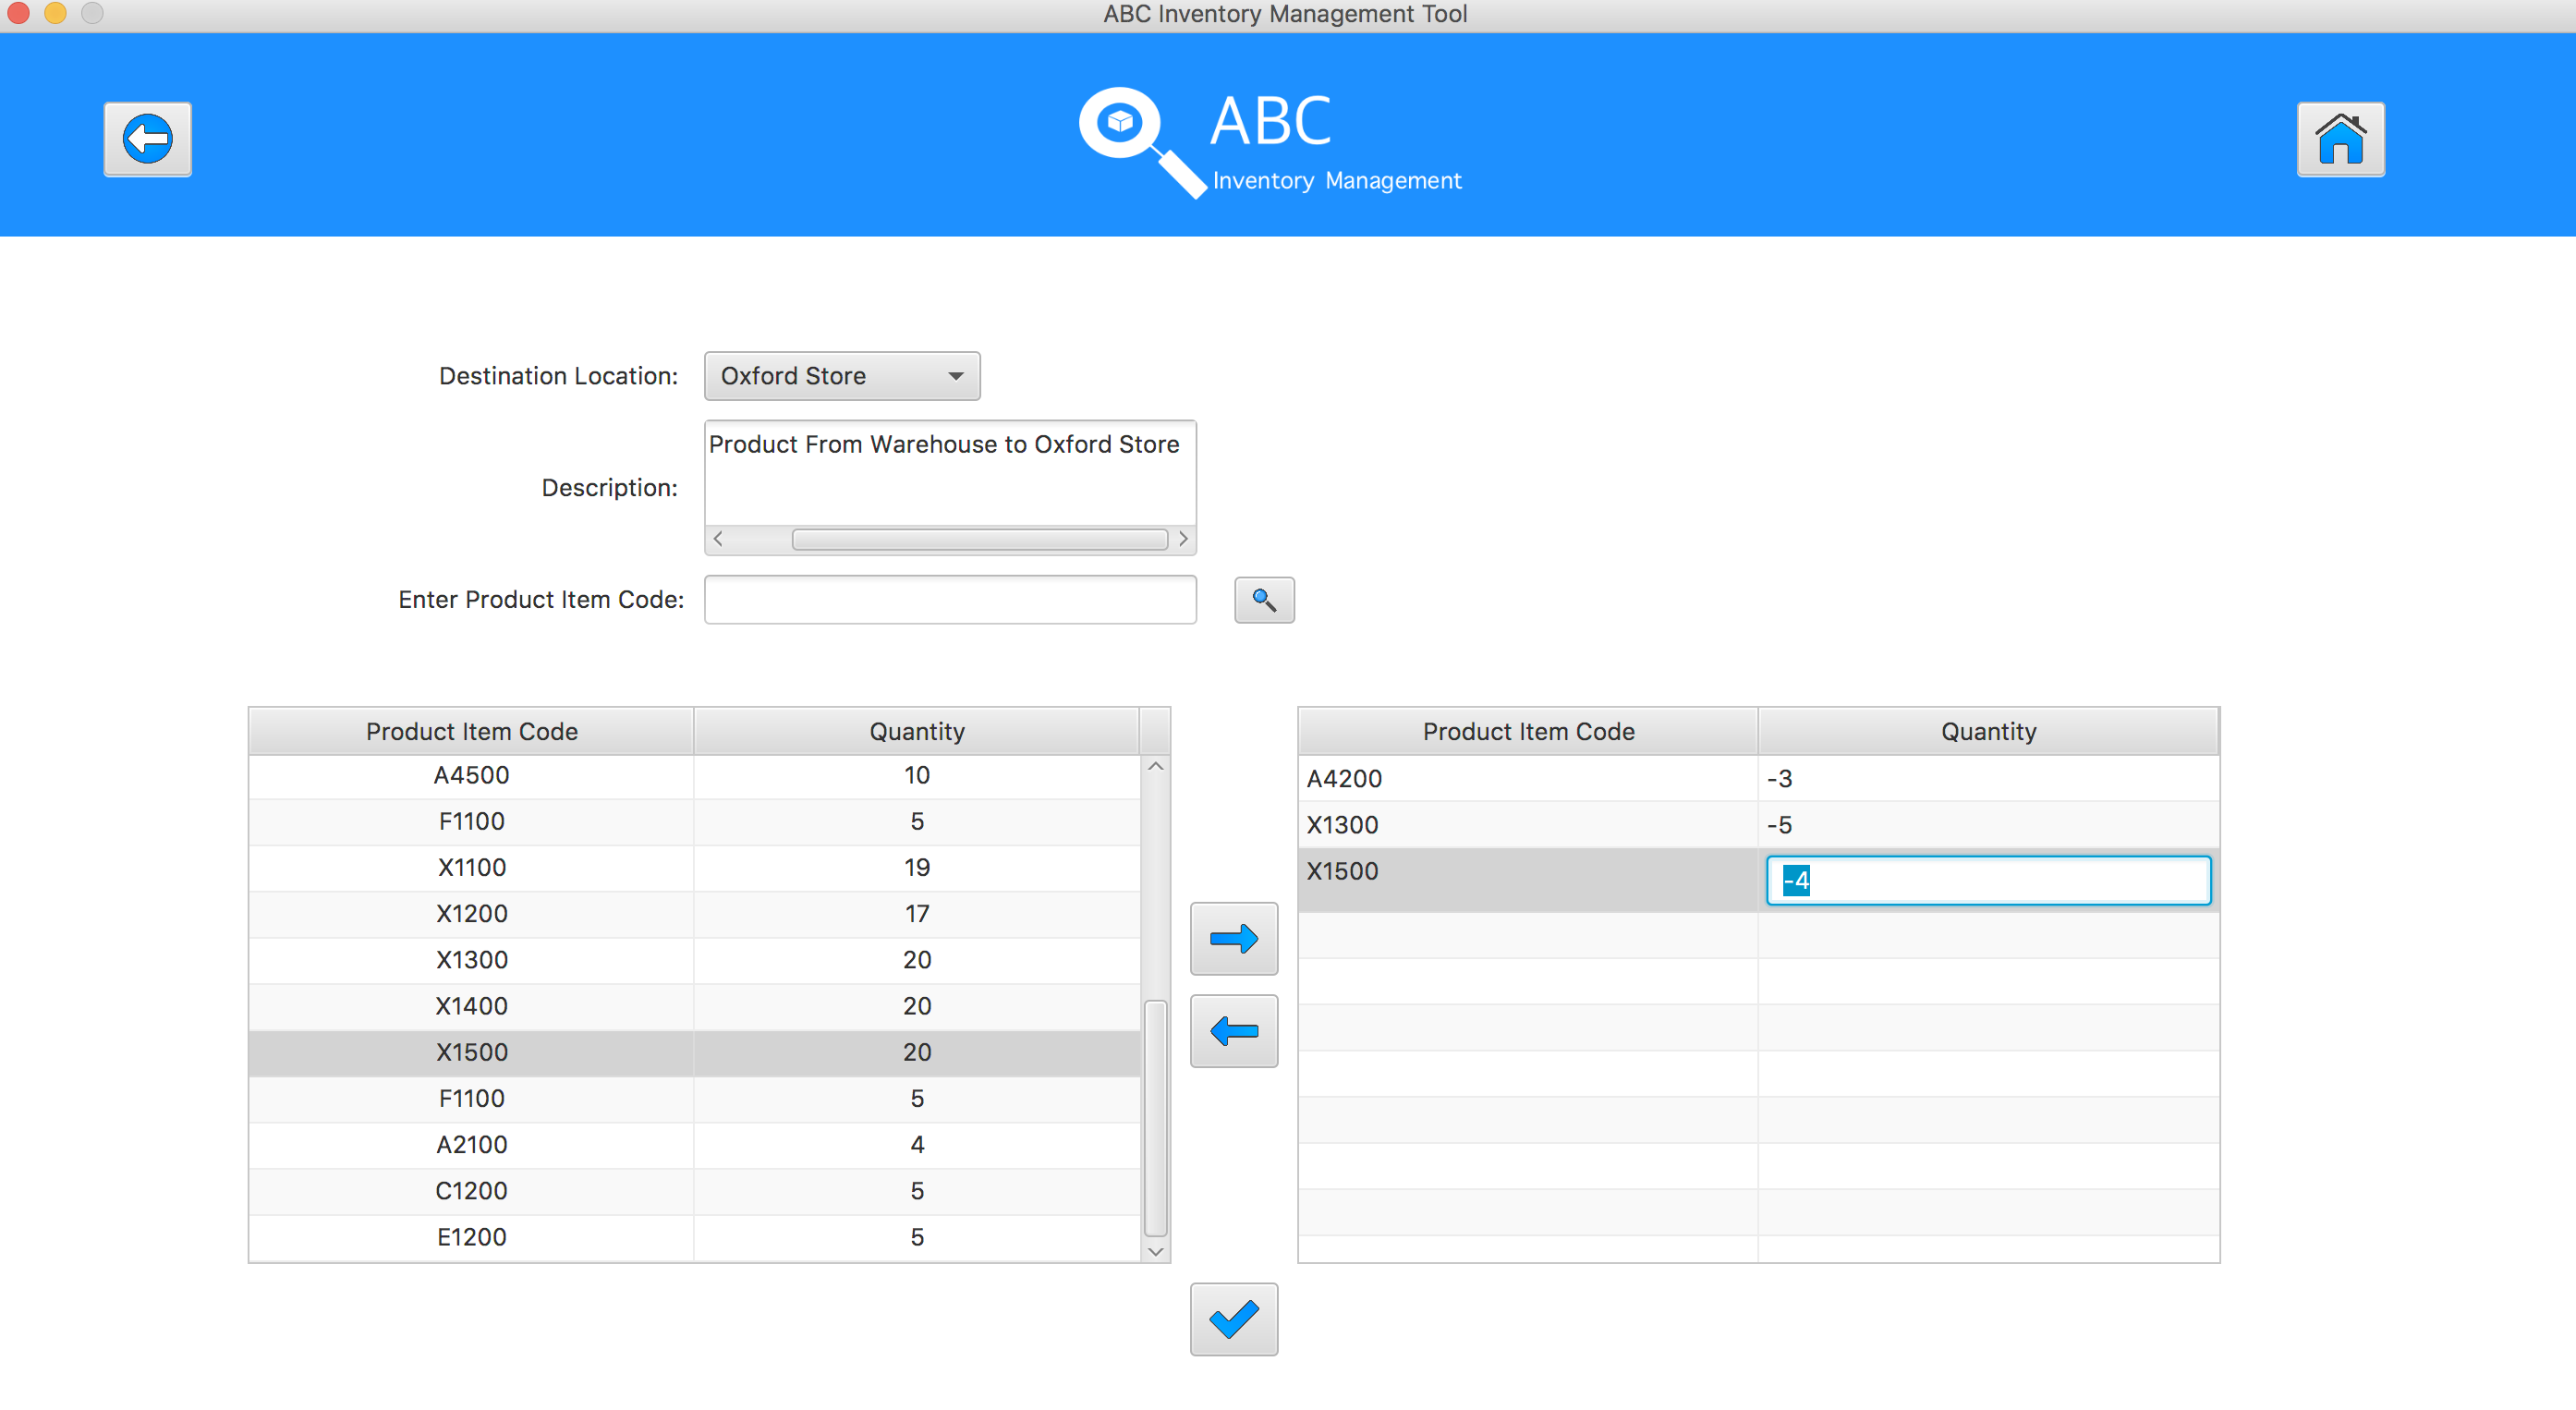 ABC Inventory Management Tool
ABC
Inventory Management
Destination Location: Oxford Store
Product From Warehouse to Oxford Store
Description:
Enter Product Item Code:
Product Item Code Quantity
A4500 10
F1100 5
X1100 19
X1200 17
X1300 20
X1400 20
X1500 20
F1100 5
A2100 4
C1200 5
E1200 5
Product Item Code Quantity
A4200 -3
X1300 -5
X1500 -4